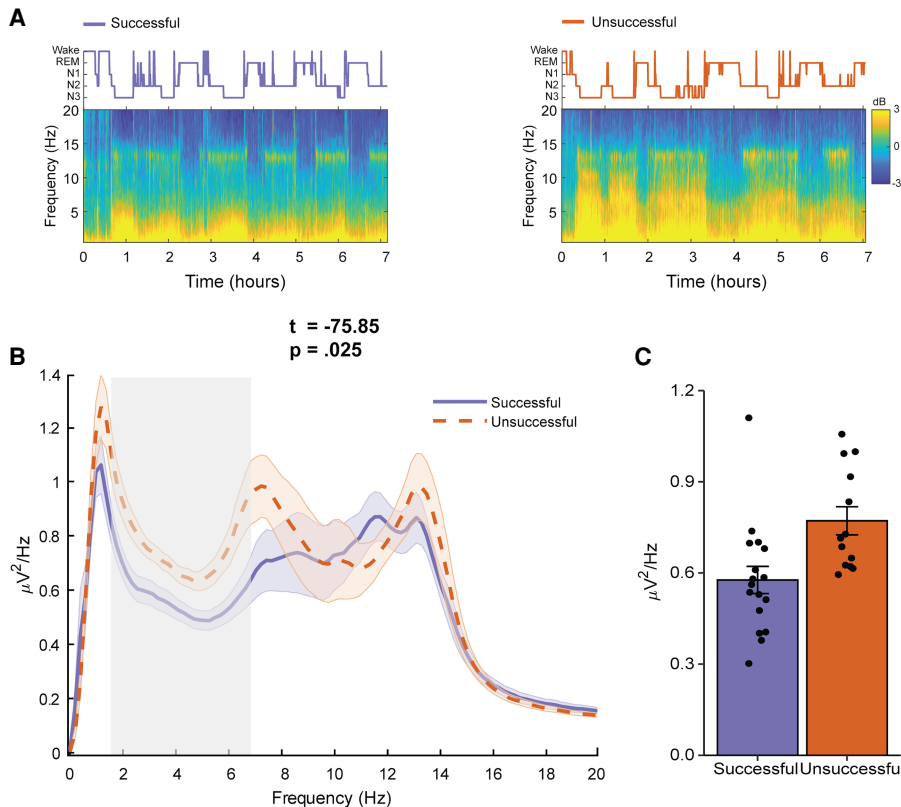 A
Successful
Unsuccessful
Wake
REM
N1
N2
N3
20
15
10
5
Frequency (Hz)
0 1 2 3 4 5 6 7
Time (hours)
Wake
REM
N1
N2
N3
20
15
10
5
Frequency (Hz)
0 1 2 3 4 5 6 7
Time (hours)
dB
3
0
-3
t = -75.85
p = .025
B
1.4
1.2
1
0.8
0.6
0.4
0.2
0
μV²/Hz
Successful
Unsuccessful
0 2 4 6 8 10 12 14 16 18 20
Frequency (Hz)
C
1.2
0.9
0.6
0.3
0.0
μV²/Hz
Successful Unsuccessfu